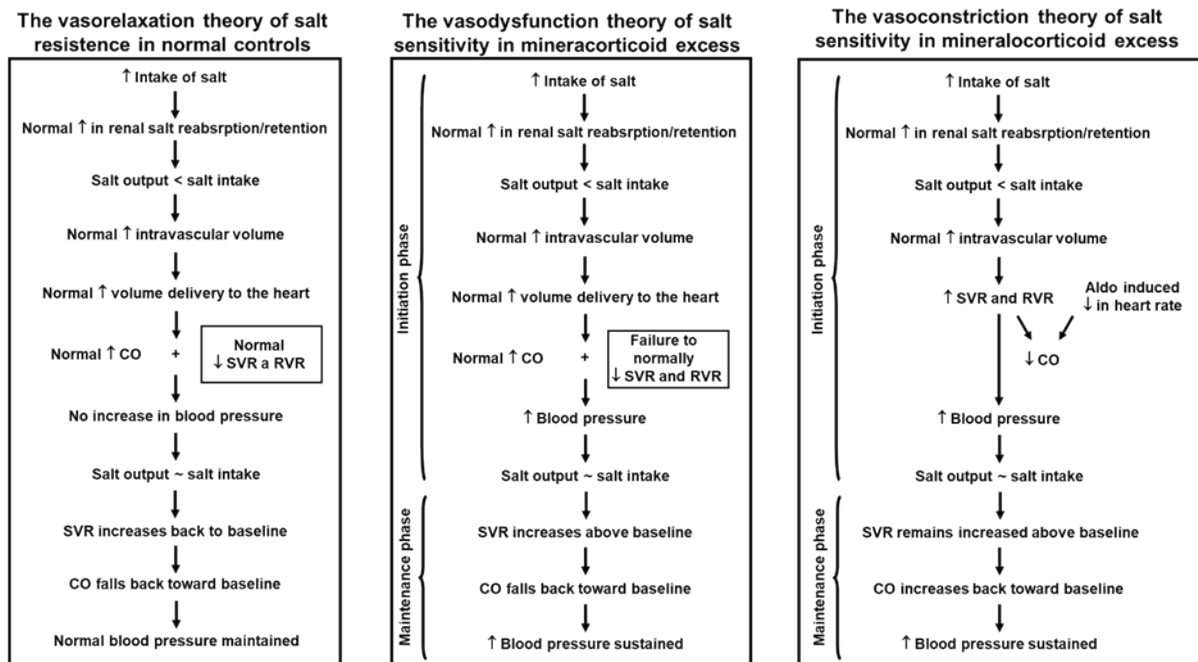 The vasorelaxation theory of salt
resistence in normal controls
↑ Intake of salt
Normal ↑ in renal salt reabsrption/retention
Salt output < salt intake
Normal ↑ intravascular volume
Normal ↑ volume delivery to the heart
Normal ↑ CO + Normal
↓ SVR a RVR
No increase in blood pressure
Salt output ~ salt intake
SVR increases back to baseline
CO falls back toward baseline
Normal blood pressure maintained
The vasodysfunction theory of salt
sensitivity in mineracorticoid excess
Initiation phase
↑ Intake of salt
Normal ↑ in renal salt reabsrption/retention
Salt output < salt intake
Normal ↑ intravascular volume
Normal ↑ volume delivery to the heart
Normal ↑ CO + Failure to
normally
↓ SVR and RVR
↑ Blood pressure
Salt output ~ salt intake
Maintenance phase
SVR increases above baseline
CO falls back toward baseline
↑ Blood pressure sustained
The vasoconstriction theory of salt
sensitivity in mineralocorticoid excess
↑ Intake of salt
Normal ↑ in renal salt reabsrption/retention
Salt output < salt intake
Normal ↑ intravascular volume
↑ SVR and RVR
Aldo induced
↓ in heart rate
↓ CO
↑ Blood pressure
Salt output ~ salt intake
Initiation phase
SVR remains increased above baseline
CO increases back toward baseline
↑ Blood pressure sustained
Maintenance phase